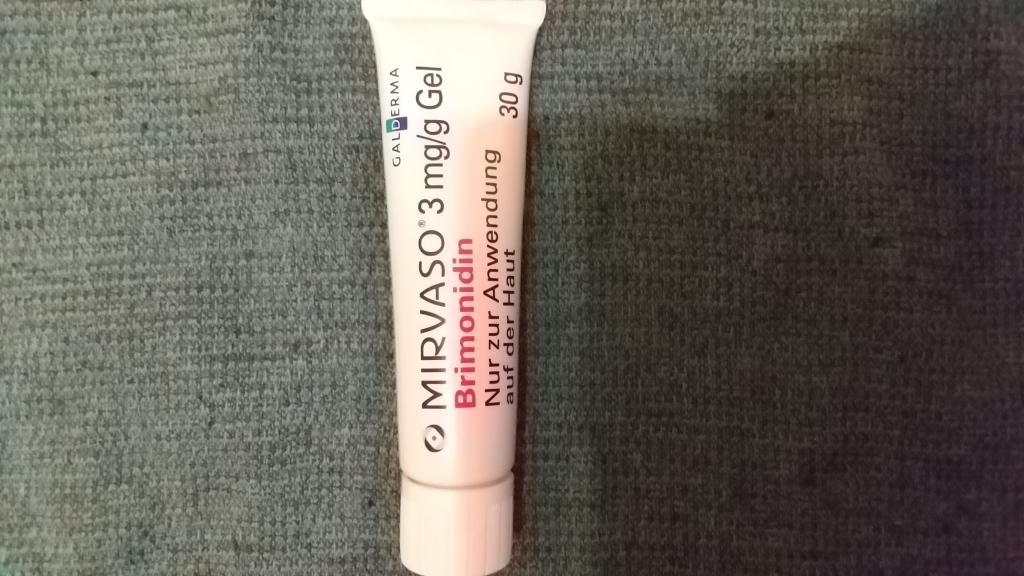 GALDERMA
MIRVASO® 3 mg/g Gel
Brimonidin
Nur zur Anwendung
auf der Haut
30 g